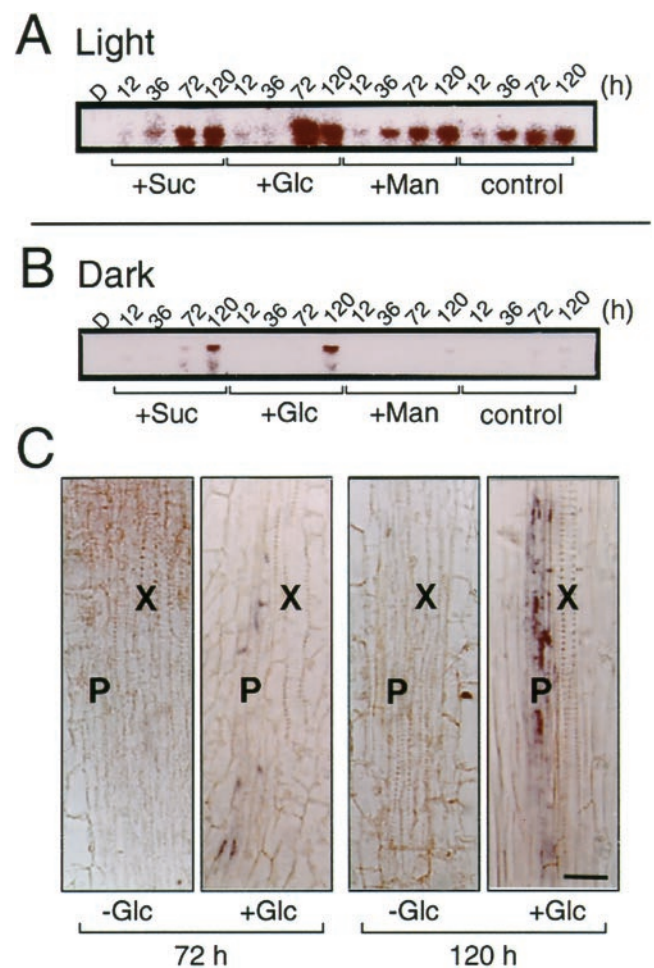 A Light
D 12 36 72 120 12 36 72 120 12 36 72 120 12 36 72 120 (h)
+Suc +Glc +Man control
B Dark
D 12 36 72 120 12 36 72 120 12 36 72 120 12 36 72 120 (h)
+Suc +Glc +Man control
C
X X X X
P P P P
-Glc +Glc -Glc +Glc
72 h 120 h